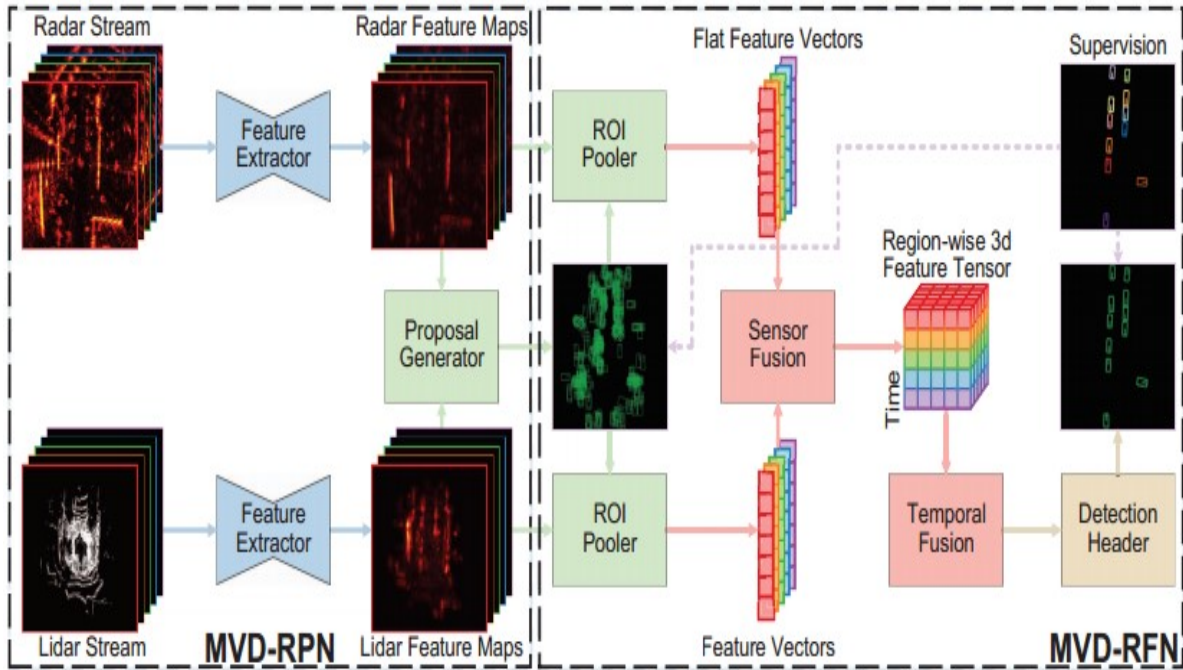 Radar Stream
Radar Feature Maps
Flat Feature Vectors
Supervision
Feature
Extractor
ROI
Pooler
Region-wise 3d
Feature Tensor
Proposal
Generator
Sensor
Fusion
Time
Feature
Extractor
ROI
Pooler
Temporal
Fusion
Detection
Header
Lidar Stream
MVD-RPN
Lidar Feature Maps
Feature Vectors
MVD-RFN